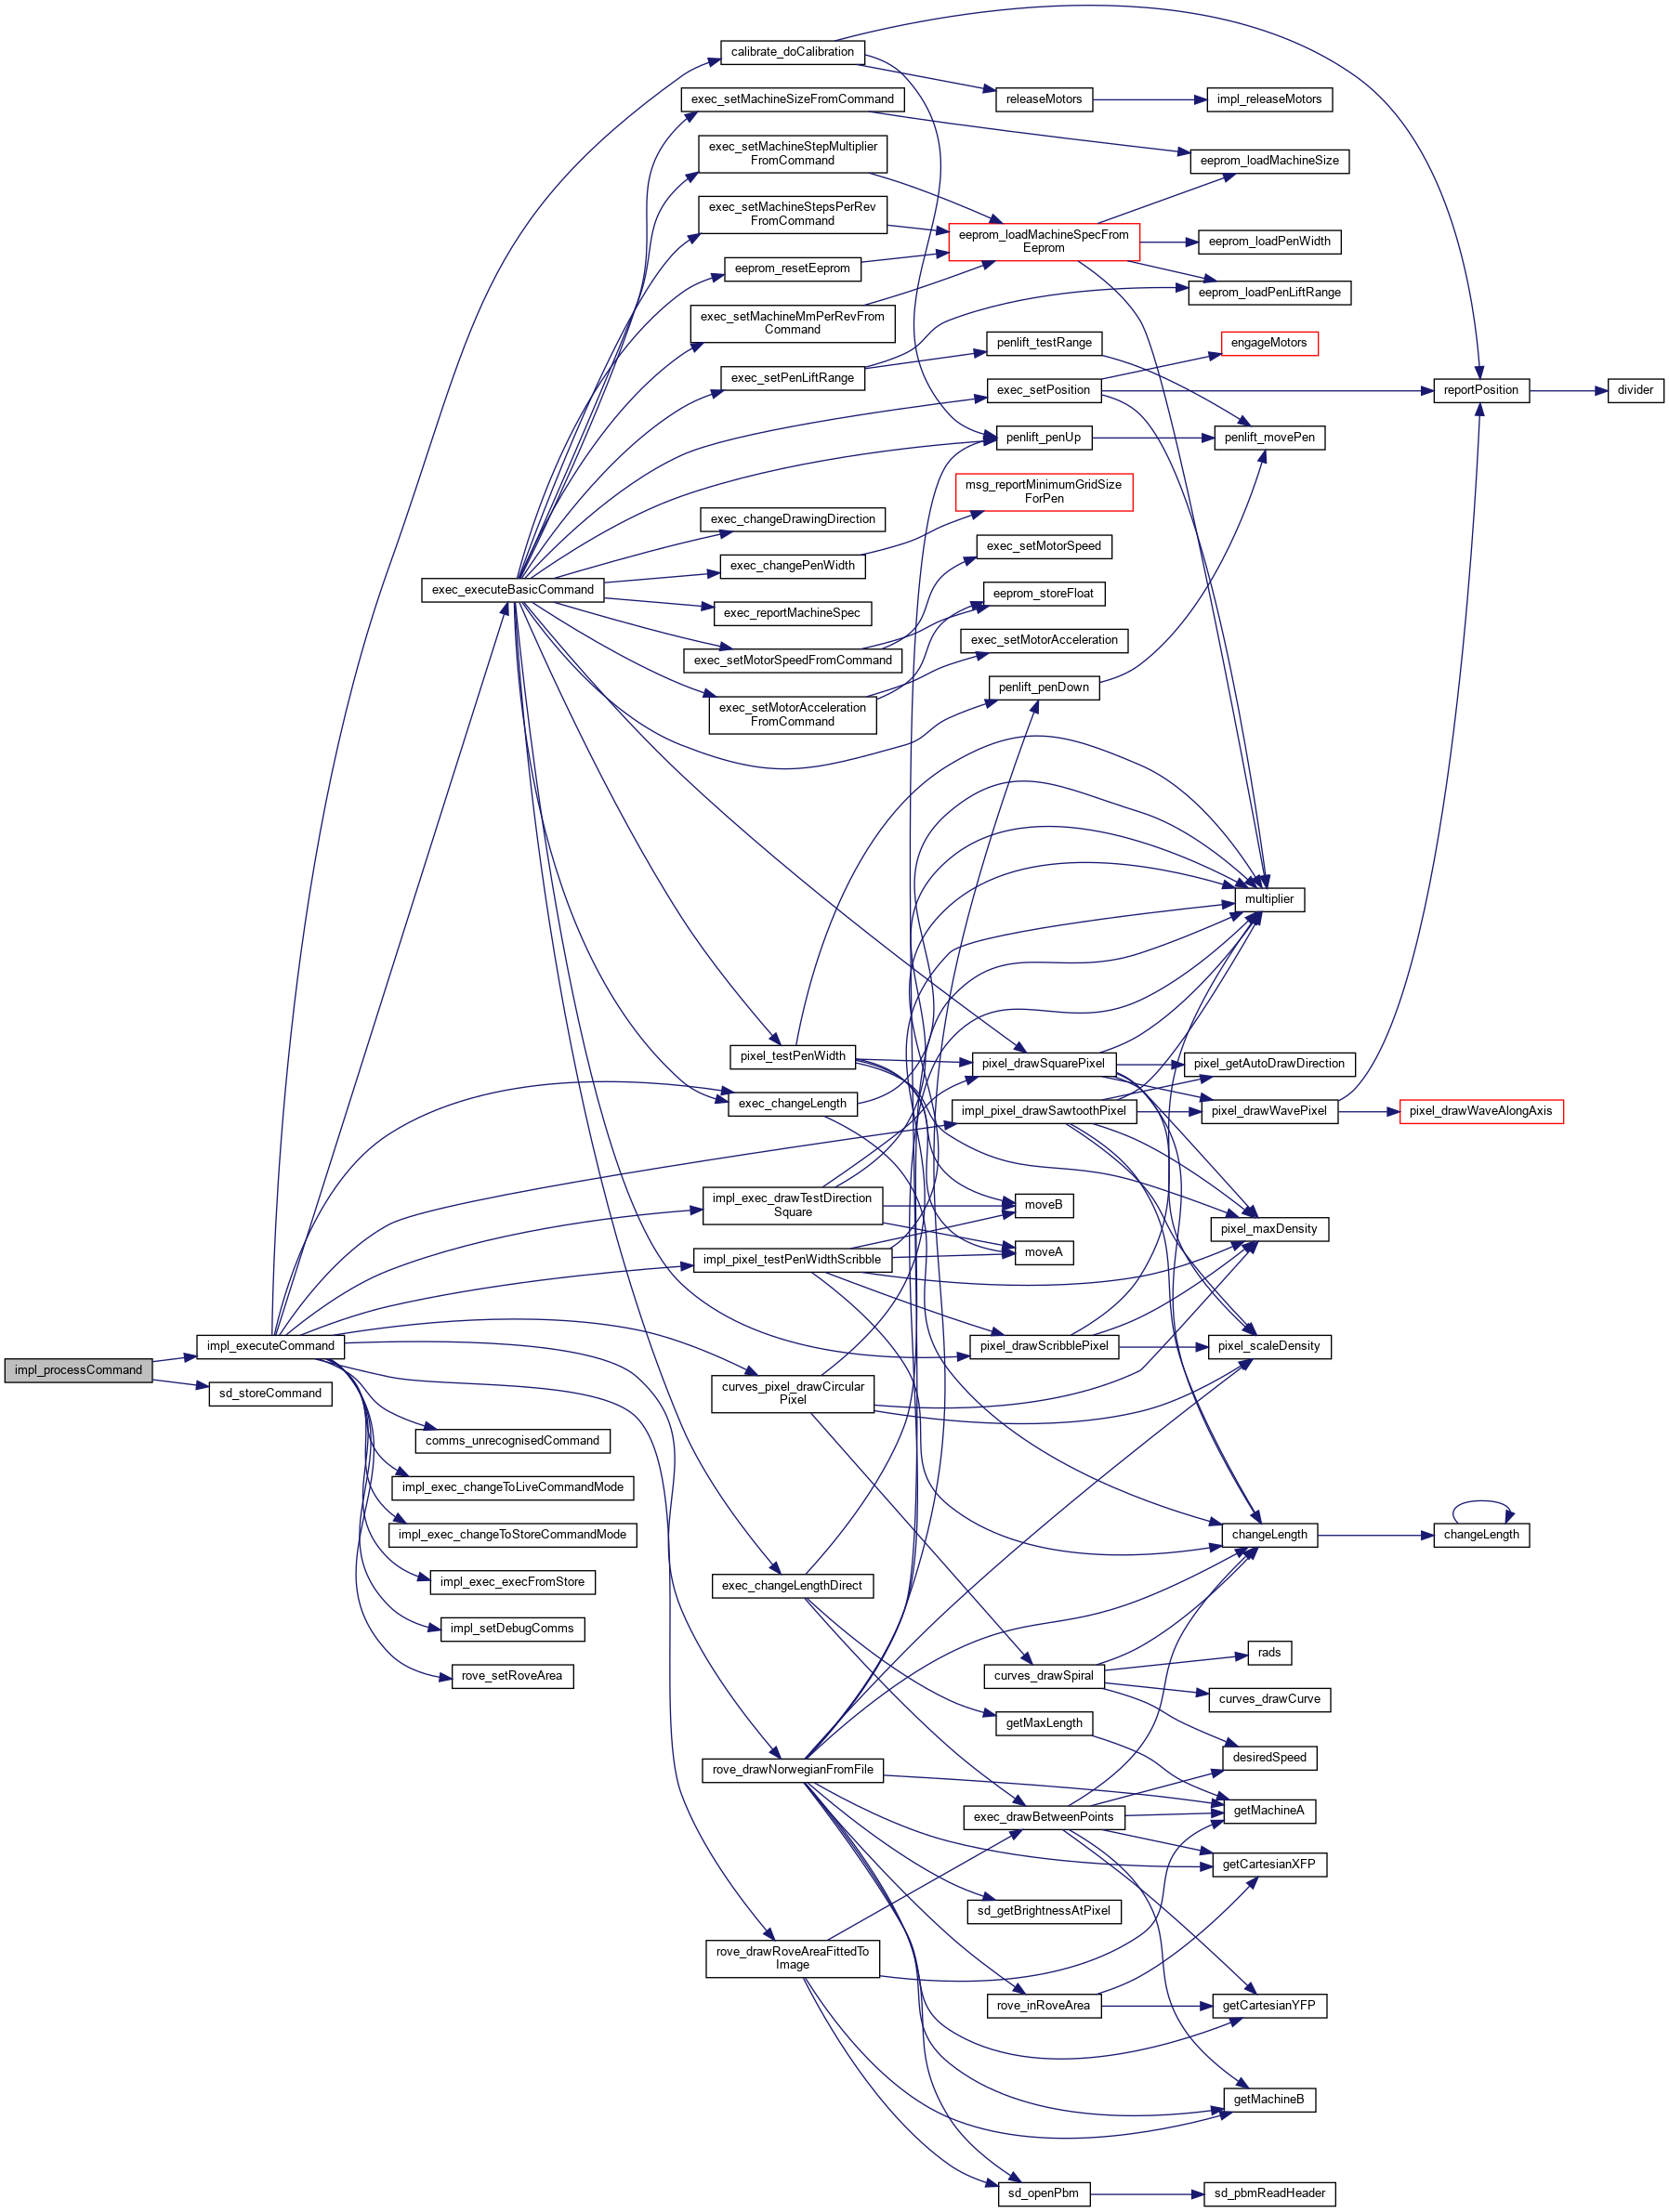 calibrate_doCalibration
exec_setMachineSizeFromCommand
releaseMotors
impl_releaseMotors
exec_setMachineStepMultiplier
FromCommand
eeprom_loadMachineSize
exec_setMachineStepsPerRev
FromCommand
eeprom_loadMachineSpecFrom
Eeprom
eeprom_loadPenWidth
eeprom_resetEeprom
eeprom_loadPenLiftRange
exec_setMachineMmPerRevFrom
Command
penlift_testRange
engageMotors
exec_setPenLiftRange
exec_setPosition
reportPosition
divider
penlift_penUp
penlift_movePen
msg_reportMinimumGridSize
ForPen
exec_changeDrawingDirection
exec_setMotorSpeed
exec_changePenWidth
exec_executeBasicCommand
eeprom_storeFloat
exec_reportMachineSpec
exec_setMotorAcceleration
exec_setMotorSpeedFromCommand
penlift_penDown
exec_setMotorAcceleration
FromCommand
multiplier
pixel_testPenWidth
pixel_drawSquarePixel
pixel_getAutoDrawDirection
exec_changeLength
impl_pixel_drawSawtoothPixel
pixel_drawWavePixel
pixel_drawWaveAlongAxis
impl_exec_drawTestDirection
Square
moveB
pixel_maxDensity
impl_pixel_testPenWidthScribble
moveA
impl_executeCommand
pixel_drawScribblePixel
pixel_scaleDensity
impl_processCommand
sd_storeCommand
curves_pixel_drawCircular
Pixel
comms_unrecognisedCommand
impl_exec_changeToLiveCommandMode
impl_exec_changeToStoreCommandMode
changeLength
changeLength
impl_exec_execFromStore
exec_changeLengthDirect
impl_setDebugComms
rads
rove_setRoveArea
curves_drawSpiral
curves_drawCurve
getMaxLength
desiredSpeed
rove_drawNorwegianFromFile
getMachineA
exec_drawBetweenPoints
getCartesianXFP
sd_getBrightnessAtPixel
rove_drawRoveAreaFittedTo
Image
rove_inRoveArea
getCartesianYFP
getMachineB
sd_openPbm
sd_pbmReadHeader